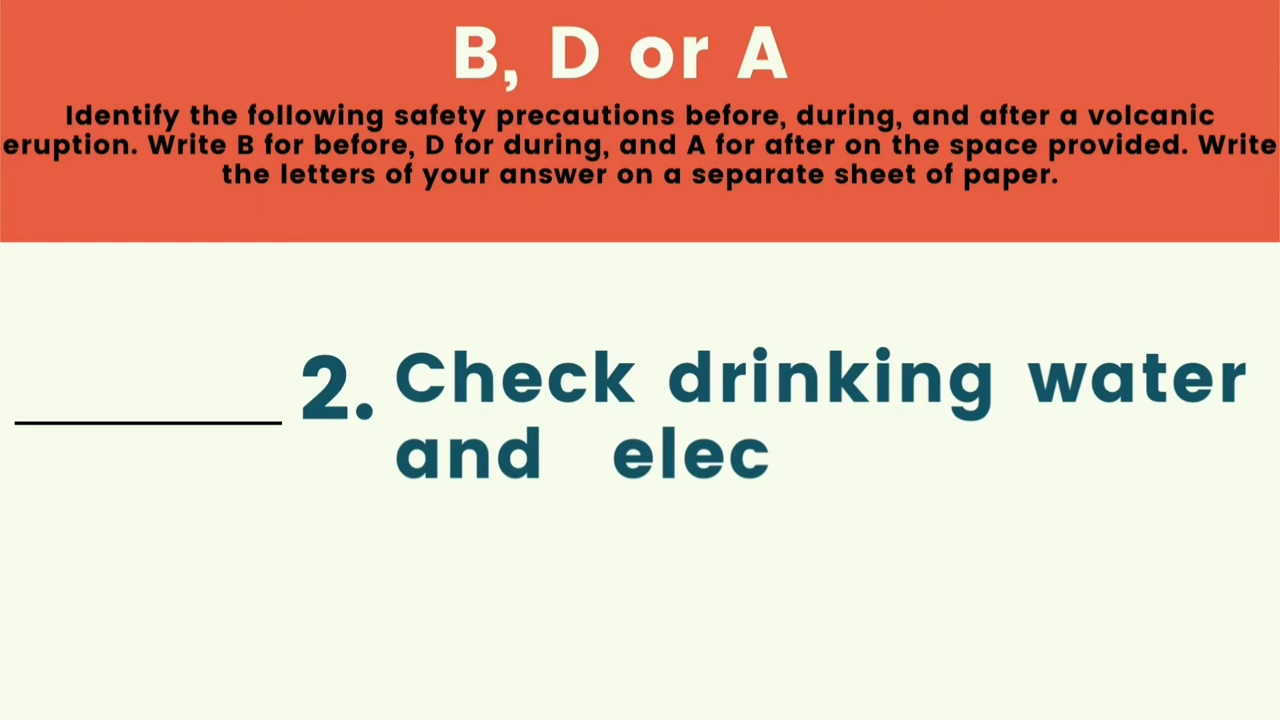 B, D or A
Identify the following safety precautions before, during, and after a volcanic
eruption. Write B for before, D for during, and A for after on the space provided. Write
the letters of your answer on a separate sheet of paper.
2. Check drinking water
and elec